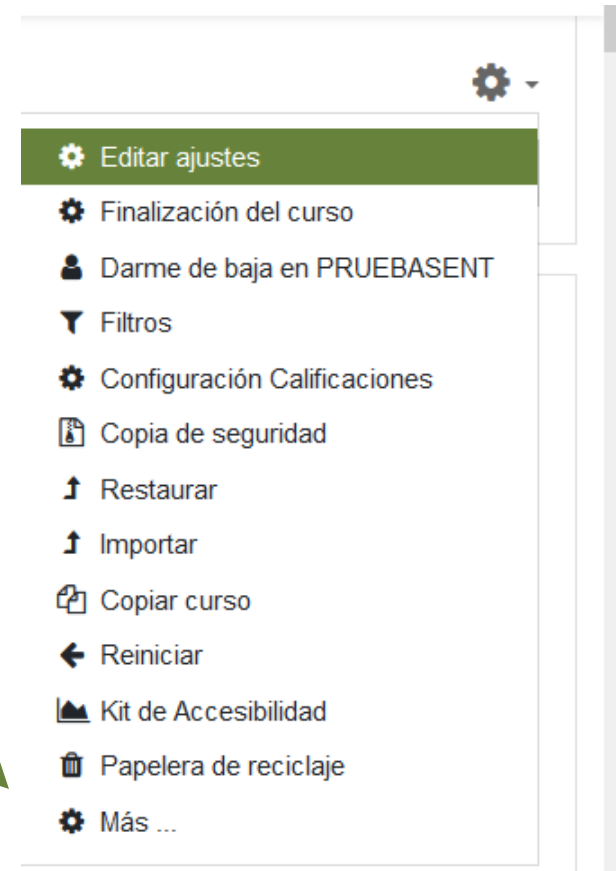 Editar ajustes
Finalización del curso
Darme de baja en PRUEBASENT
Filtros
Configuración Calificaciones
Copia de seguridad
Restaurar
Importar
Copiar curso
Reiniciar
Kit de Accesibilidad
Papelera de reciclaje
Más ...